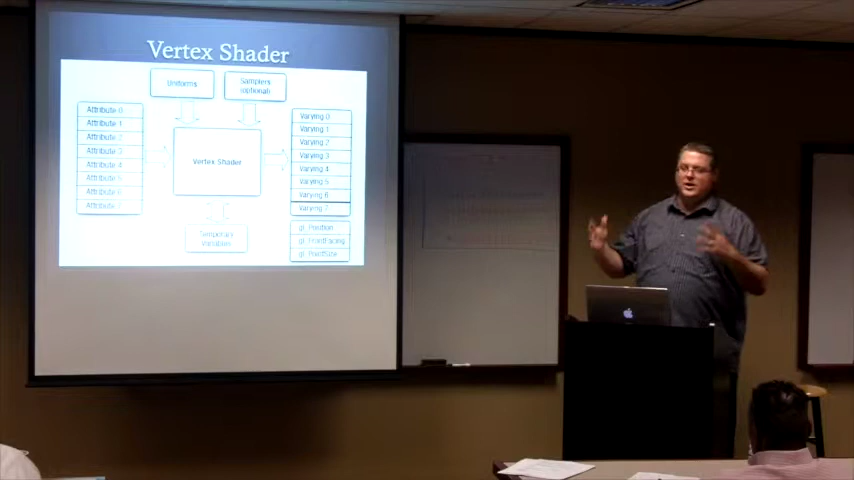 Vertex Shader
Uniforms
Samplers
(optional)
Attribute 0
Attribute 1
Attribute 2
Attribute 3
Attribute 4
Attribute 5
Attribute 6
Attribute 7
Vertex Shader
Varying 0
Varying 1
Varying 2
Varying 3
Varying 4
Varying 5
Varying 6
Varying 7
Temporary
Variables
gl_Position
gl_FrontFacing
gl_PointSize